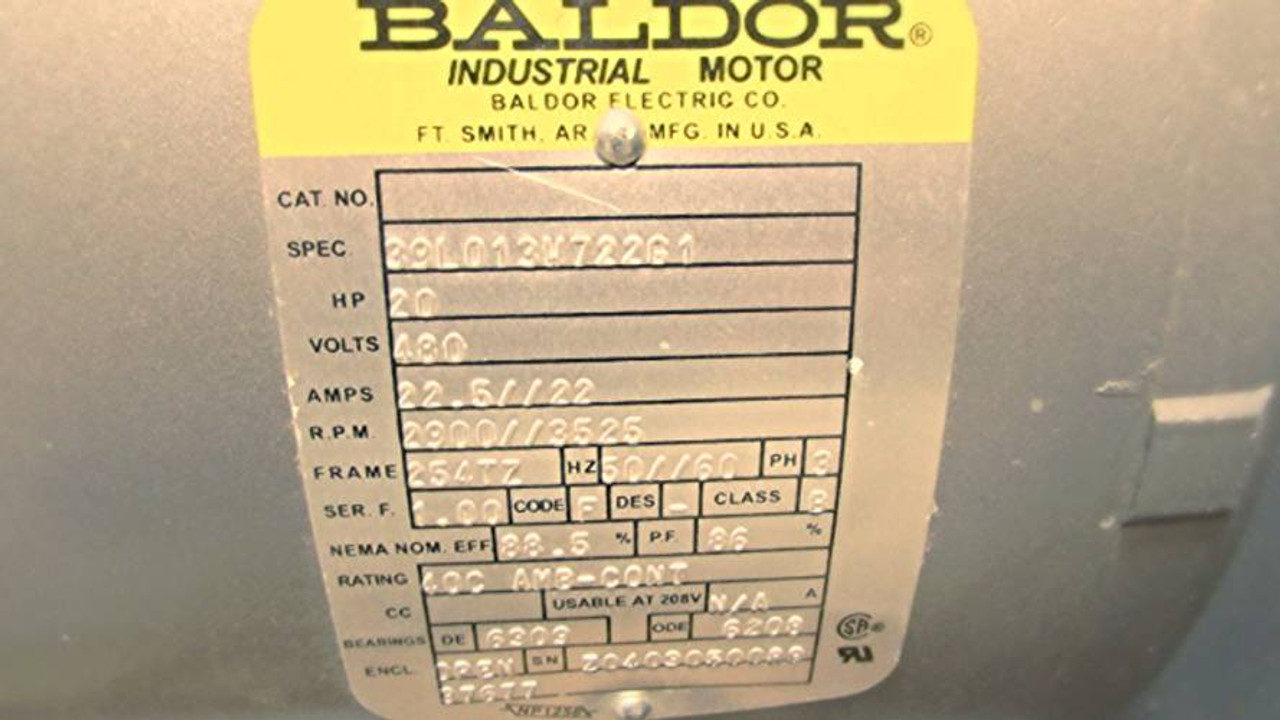 BALDOR ®
INDUSTRIAL MOTOR
BALDOR ELECTRIC CO.
FT. SMITH, AR MFG. IN U.S.A.
CAT. NO.
SPEC. 39L013W722G1
HP 20
VOLTS 480
AMPS 22.5//22
R.P.M. 2900//3525
FRAME 254TZ HZ 50//60 PH 3
SER. F. 1.00 CODE F DES - CLASS B
NEMA NOM. EFF. 88.5 % P.F. 86 %
RATING 40C AMB-CONT
CC USABLE AT 208V N/A A
BEARINGS DE 6309 ODE 6208
ENCL. OPEN SN Z0403050089
37677